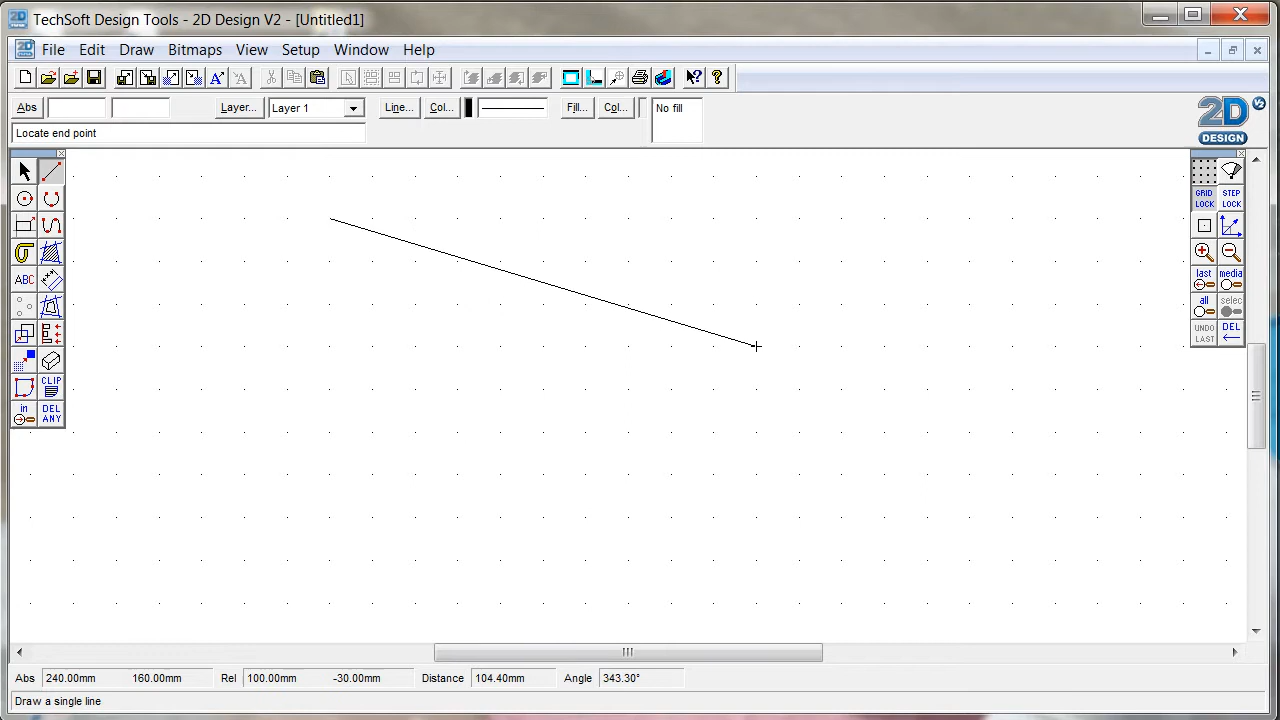 TechSoft Design Tools - 2D Design V2 - [Untitled1]
File Edit Draw Bitmaps View Setup Window Help
Abs Layer... Layer 1 Line... Col... Fill... Col... No fill
Locate end point
2D V2
DESIGN
GRID LOCK STEP LOCK
ABC
last media
all selec
UNDO LAST DEL
CLIP
in DEL ANY
Abs 240.00mm 160.00mm Rel 100.00mm -30.00mm Distance 104.40mm Angle 343.30°
Draw a single line